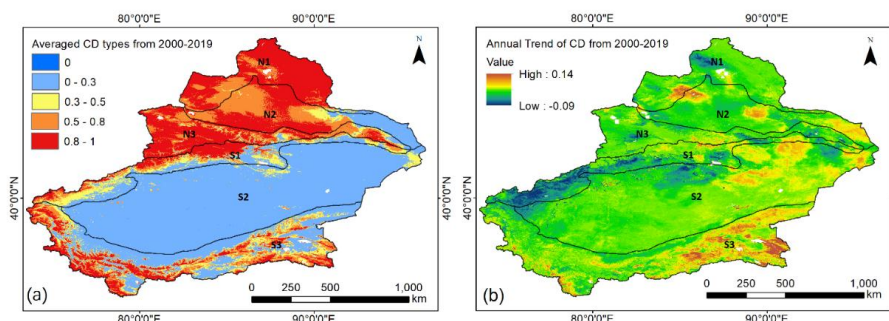 80°0'0"E 90°0'0"E
Averaged CD types from 2000-2019
0
0 - 0.3
0.3 - 0.5
0.5 - 0.8
0.8 - 1
N
N1
N2
N3
S1
S2
S3
40°0'0"N
(a)
0 250 500 1,000
km
80°0'0"E 90°0'0"E
80°0'0"E 90°0'0"E
Annual Trend of CD from 2000-2019
Value
High : 0.14
Low : -0.09
N
N1
N2
N3
S1
S2
S3
40°0'0"N
(b)
0 250 500 1,000
km
80°0'0"E 90°0'0"E